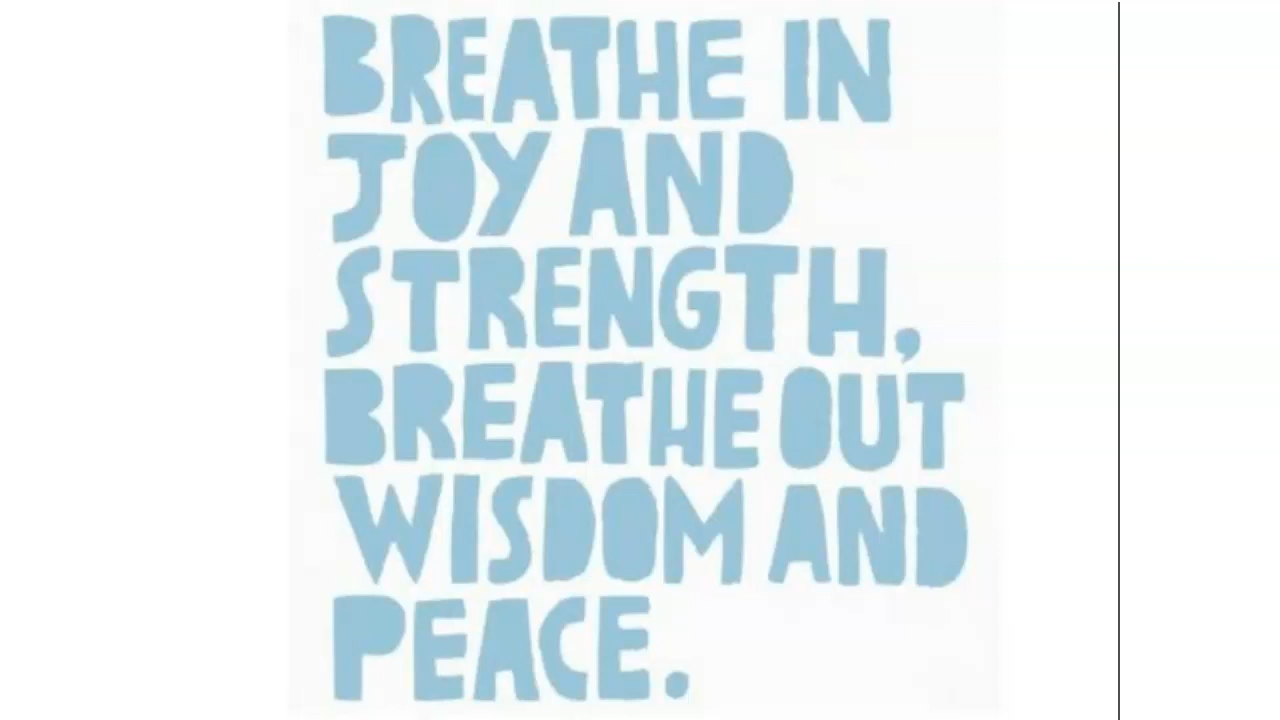 BREATHE IN
JOY AND
STRENGTH,
BREATHE OUT
WISDOM AND
PEACE.